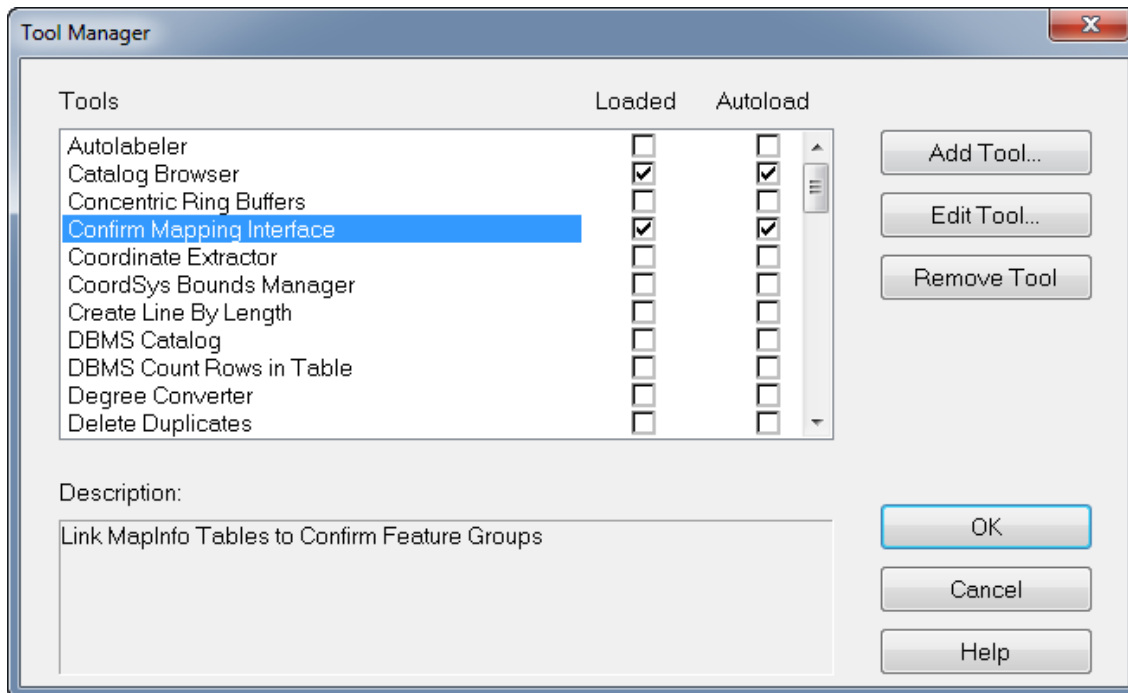 Tool Manager
Tools Loaded Autoload
Autolabeler
Catalog Browser
Concentric Ring Buffers
Confirm Mapping Interface
Coordinate Extractor
CoordSys Bounds Manager
Create Line By Length
DBMS Catalog
DBMS Count Rows in Table
Degree Converter
Delete Duplicates
Add Tool...
Edit Tool...
Remove Tool
Description:
Link MapInfo Tables to Confirm Feature Groups
OK
Cancel
Help